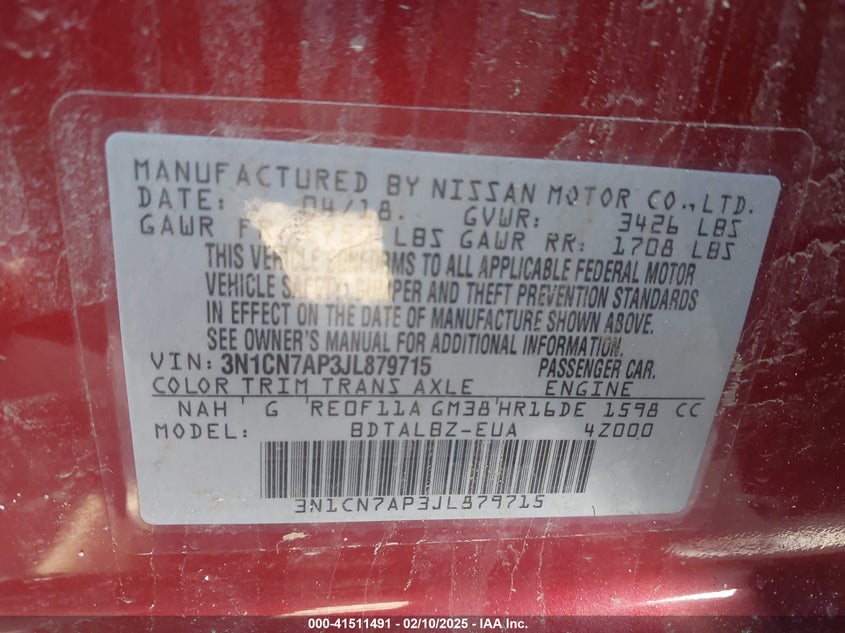 MANUFACTURED BY NISSAN MOTOR CO., LTD.
DATE: 04/18. GVWR: 3426 LBS
GAWR LBS GAWR RR: 1708 LBS
THIS VEHICLE CONFORMS TO ALL APPLICABLE FEDERAL MOTOR
VEHICLE SAFETY, BUMPER AND THEFT PREVENTION STANDARDS
IN EFFECT ON THE DATE OF MANUFACTURE SHOWN ABOVE.
SEE OWNER'S MANUAL FOR ADDITIONAL INFORMATION.
VIN: 3N1CN7AP3JL879715 PASSENGER CAR.
COLOR TRIM TRANS AXLE ENGINE
NAH G RE0F11A GM38 HR16DE 1598 CC
MODEL: BDTALBZ-EUA 4Z000
3N1CN7AP3JL879715
000-41511491 - 02/10/2025 - IAA Inc.